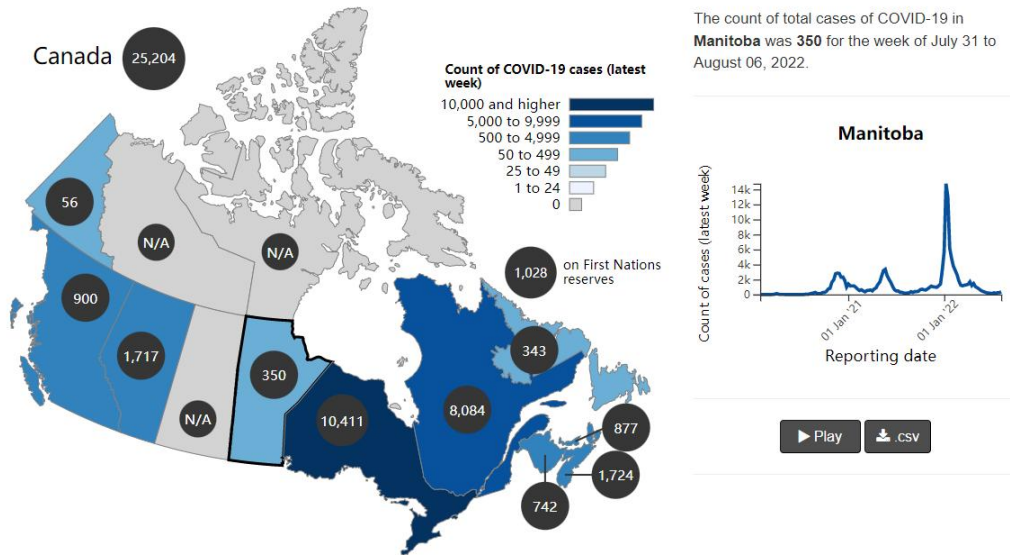 Canada
25,204
Count of COVID-19 cases (latest
week)
10,000 and higher
5,000 to 9,999
500 to 4,999
50 to 499
25 to 49
1 to 24
0
56
N/A
N/A
1,028
on First Nations
reserves
900
1,717
N/A
350
10,411
8,084
343
877
1,724
742
The count of total cases of COVID-19 in
Manitoba was 350 for the week of July 31 to
August 06, 2022.
Manitoba
Count of cases (latest week)
14k
12k
10k
8k
6k
4k
2k
0
01 Jan '21
01 Jan '22
Reporting date
Play
.csv